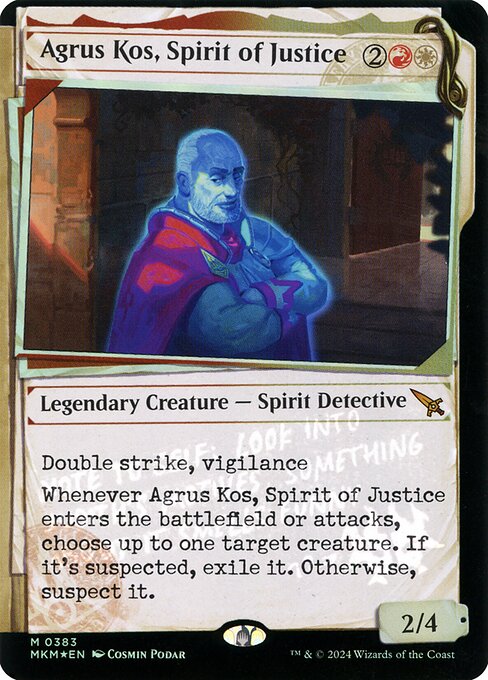 Agrus Kos, Spirit of Justice 2
Legendary Creature — Spirit Detective
Double strike, vigilance
Whenever Agrus Kos, Spirit of Justice
enters the battlefield or attacks,
choose up to one target creature. If
it's suspected, exile it. Otherwise,
suspect it.
2/4
M 0383
MKM★EN Cosmin Podar
™ & © 2024 Wizards of the Coast